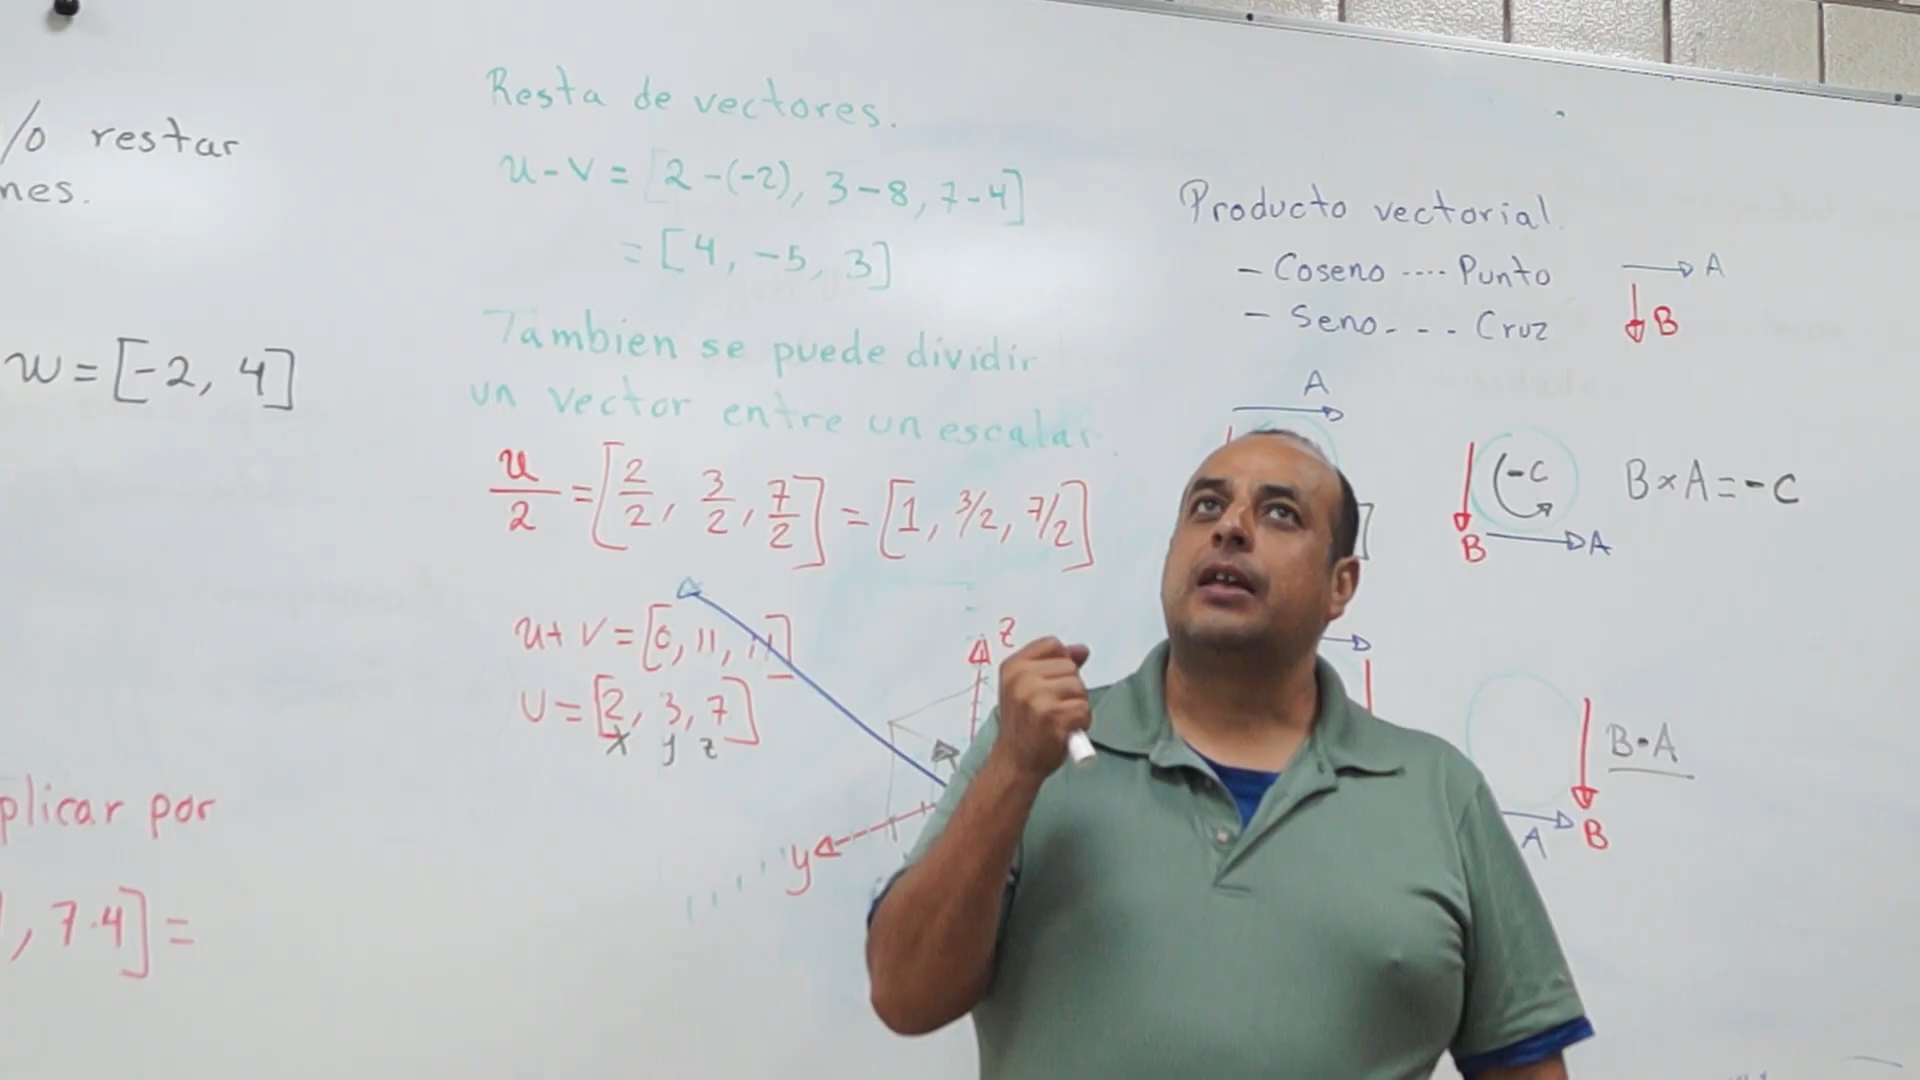 /o restar
nes.
w = [-2, 4]
plicar por
, 7·4] =
Resta de vectores.
u - v = [2-(-2), 3-8, 7-4]
= [4, -5, 3]
Tambien se puede dividir
un vector entre un escalar.
u/2 = [2/2, 3/2, 7/2] = [1, 3/2, 7/2]
u + v = [0, 11, 11]
U = [2, 3, 7]
x y z
z
y
Producto vectorial.
- Coseno .... Punto
- Seno. - - - Cruz
A
B
A
-C
B×A = -C
B
A
B•A
A
B